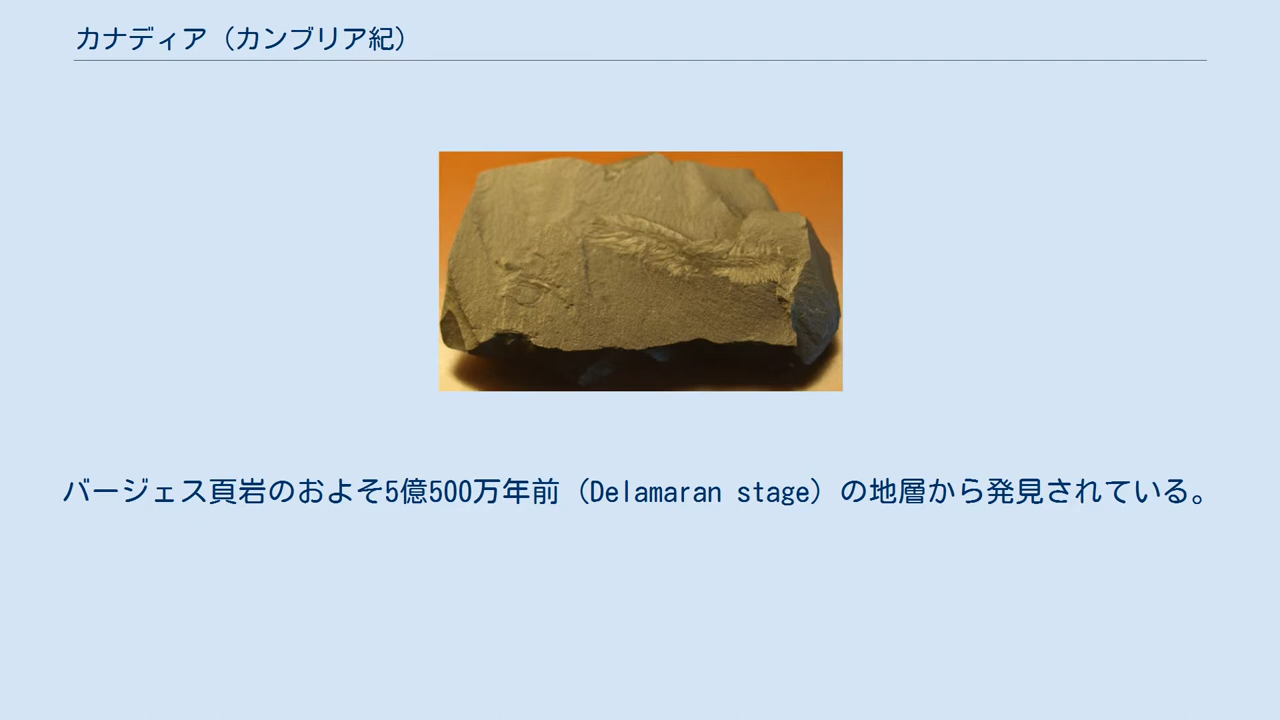 カナディア（カンブリア紀）
バージェス頁岩のおよそ5億500万年前（Delamaran stage）の地層から発見されている。